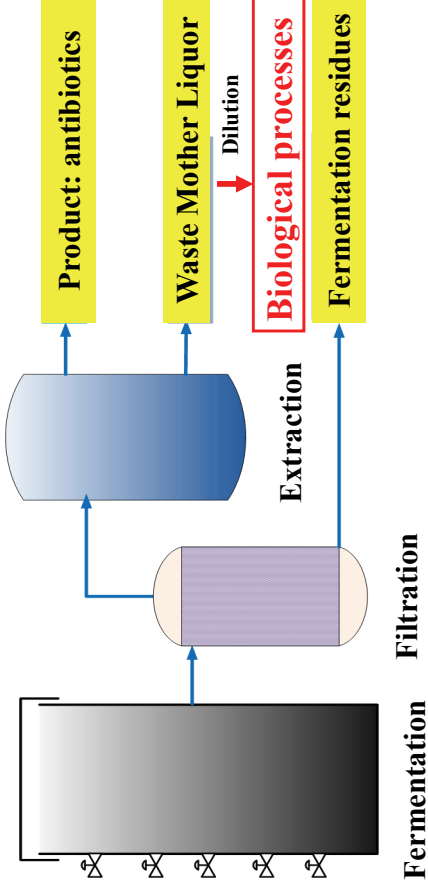 Fermentation
Filtration
Extraction
Product: antibiotics
Waste Mother Liquor
Dilution
Biological processes
Fermentation residues